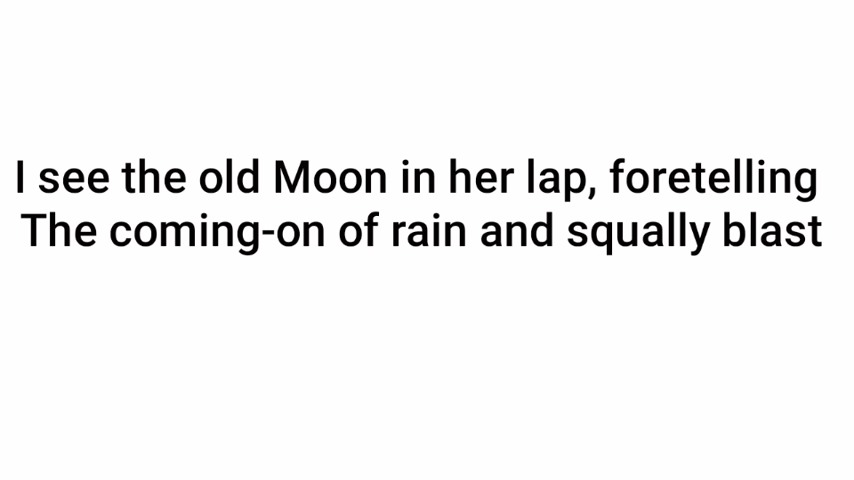 I see the old Moon in her lap, foretelling
The coming-on of rain and squally blast